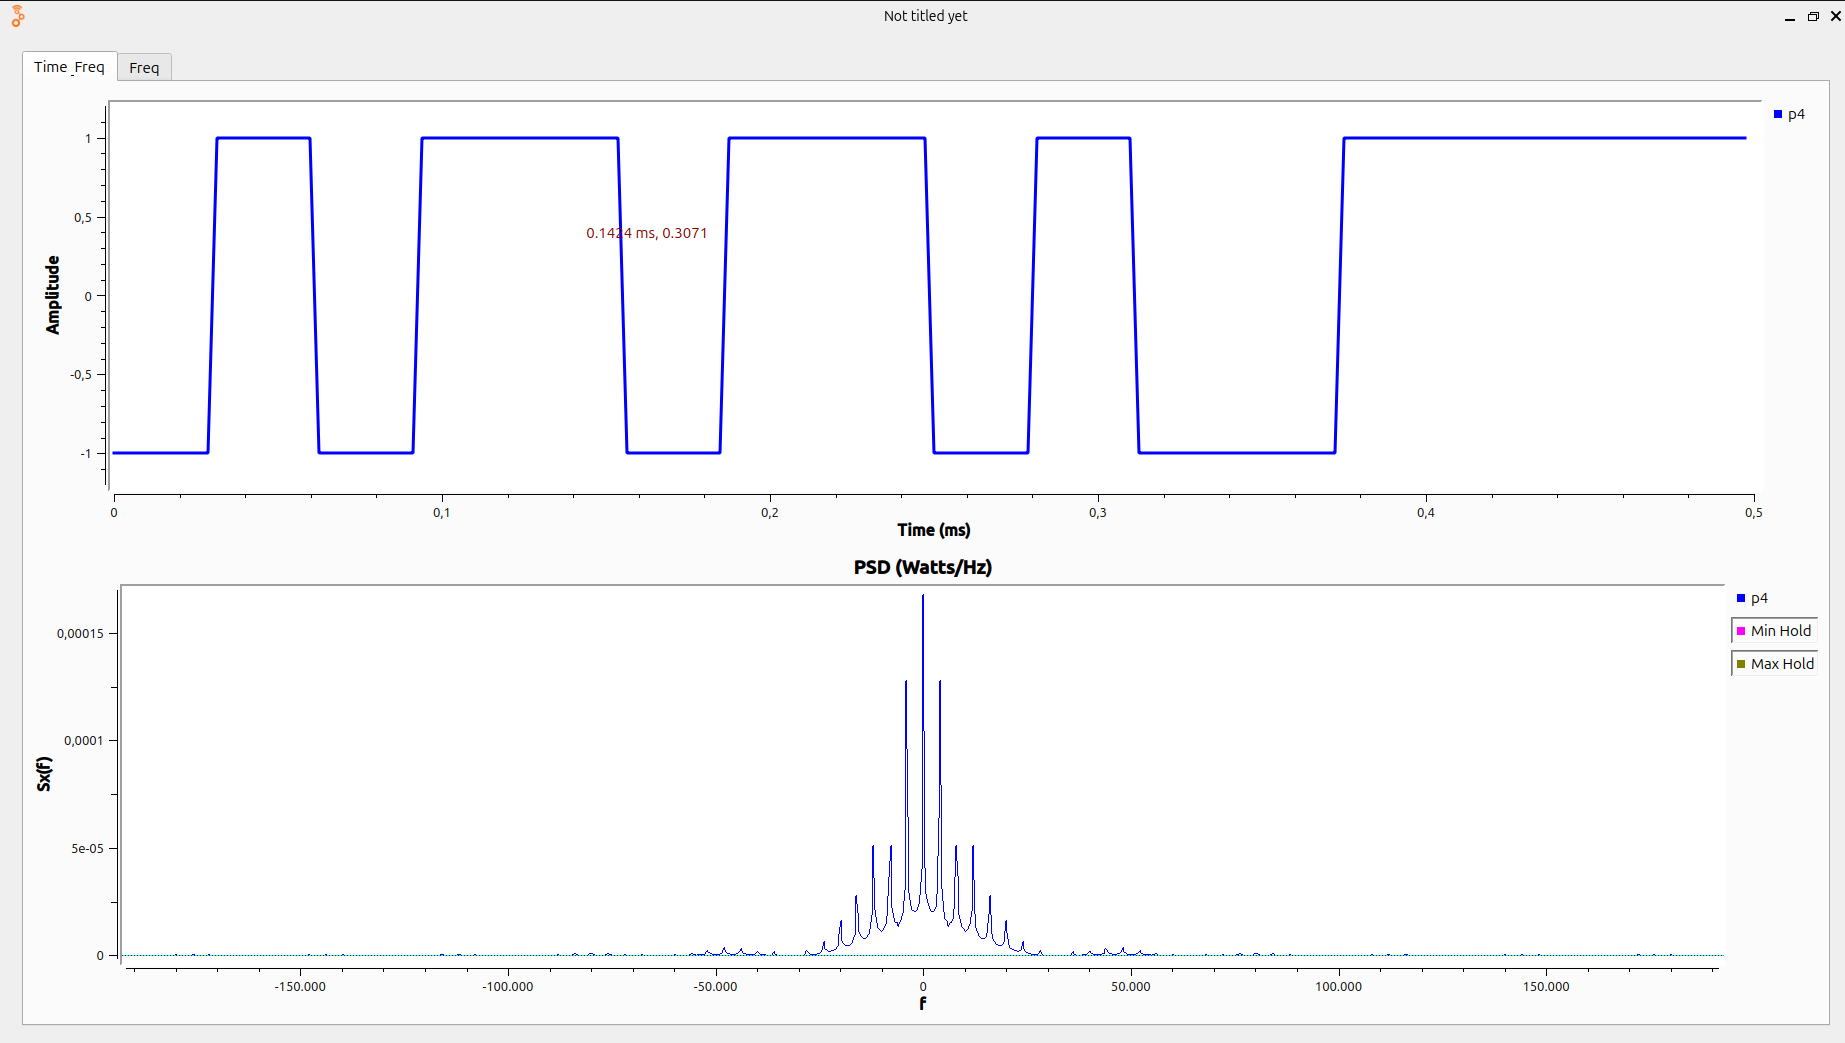 Not titled yet
Time_Freq
Freq
p4
1
0,5
0
-0,5
-1
Amplitude
0.1424 ms, 0.3071
0
0,1
0,2
0,3
0,4
0,5
Time (ms)
PSD (Watts/Hz)
p4
Min Hold
Max Hold
0,00015
0,0001
5e-05
0
Sx(f)
-150.000
-100.000
-50.000
0
50.000
100.000
150.000
f